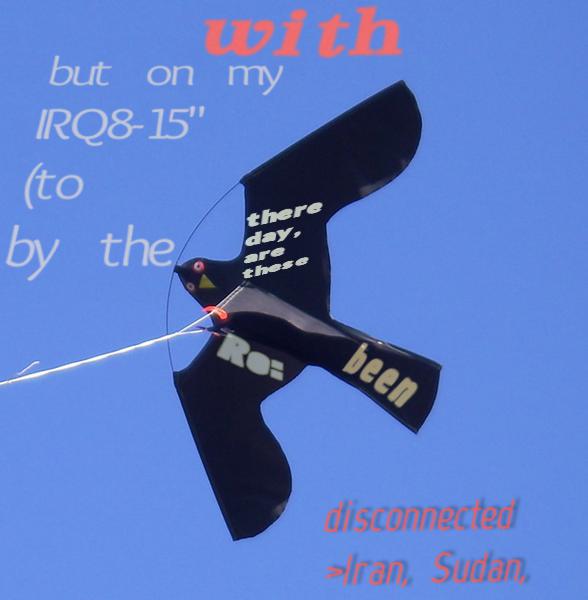 with
but on my
IRQ8-15"
(to
by the
there
day,
are
these
Re:
been
disconnected
>Iran, Sudan,